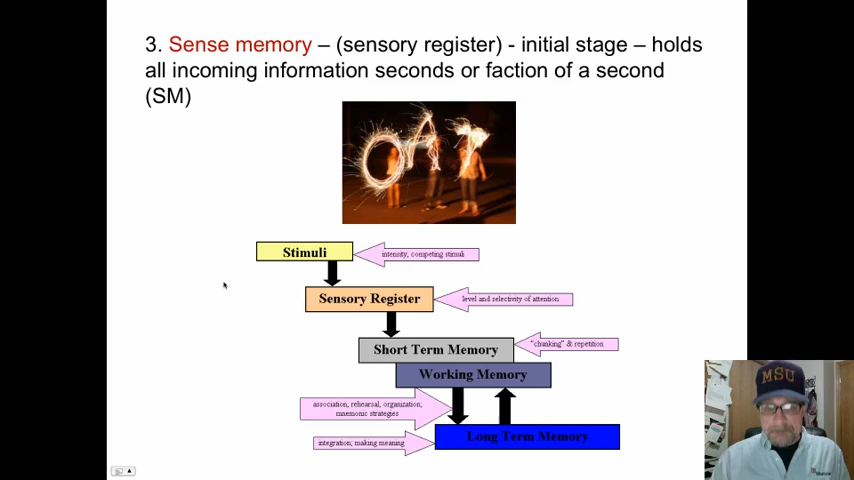 3. Sense memory – (sensory register) - initial stage – holds
all incoming information seconds or faction of a second
(SM)
Stimuli
intensity, competing stimuli
Sensory Register
level and selectivity of attention
Short Term Memory
"chunking" & repetition
Working Memory
association, rehearsal, organization,
mnemonic strategies
Long Term Memory
integration, making meaning
MSU